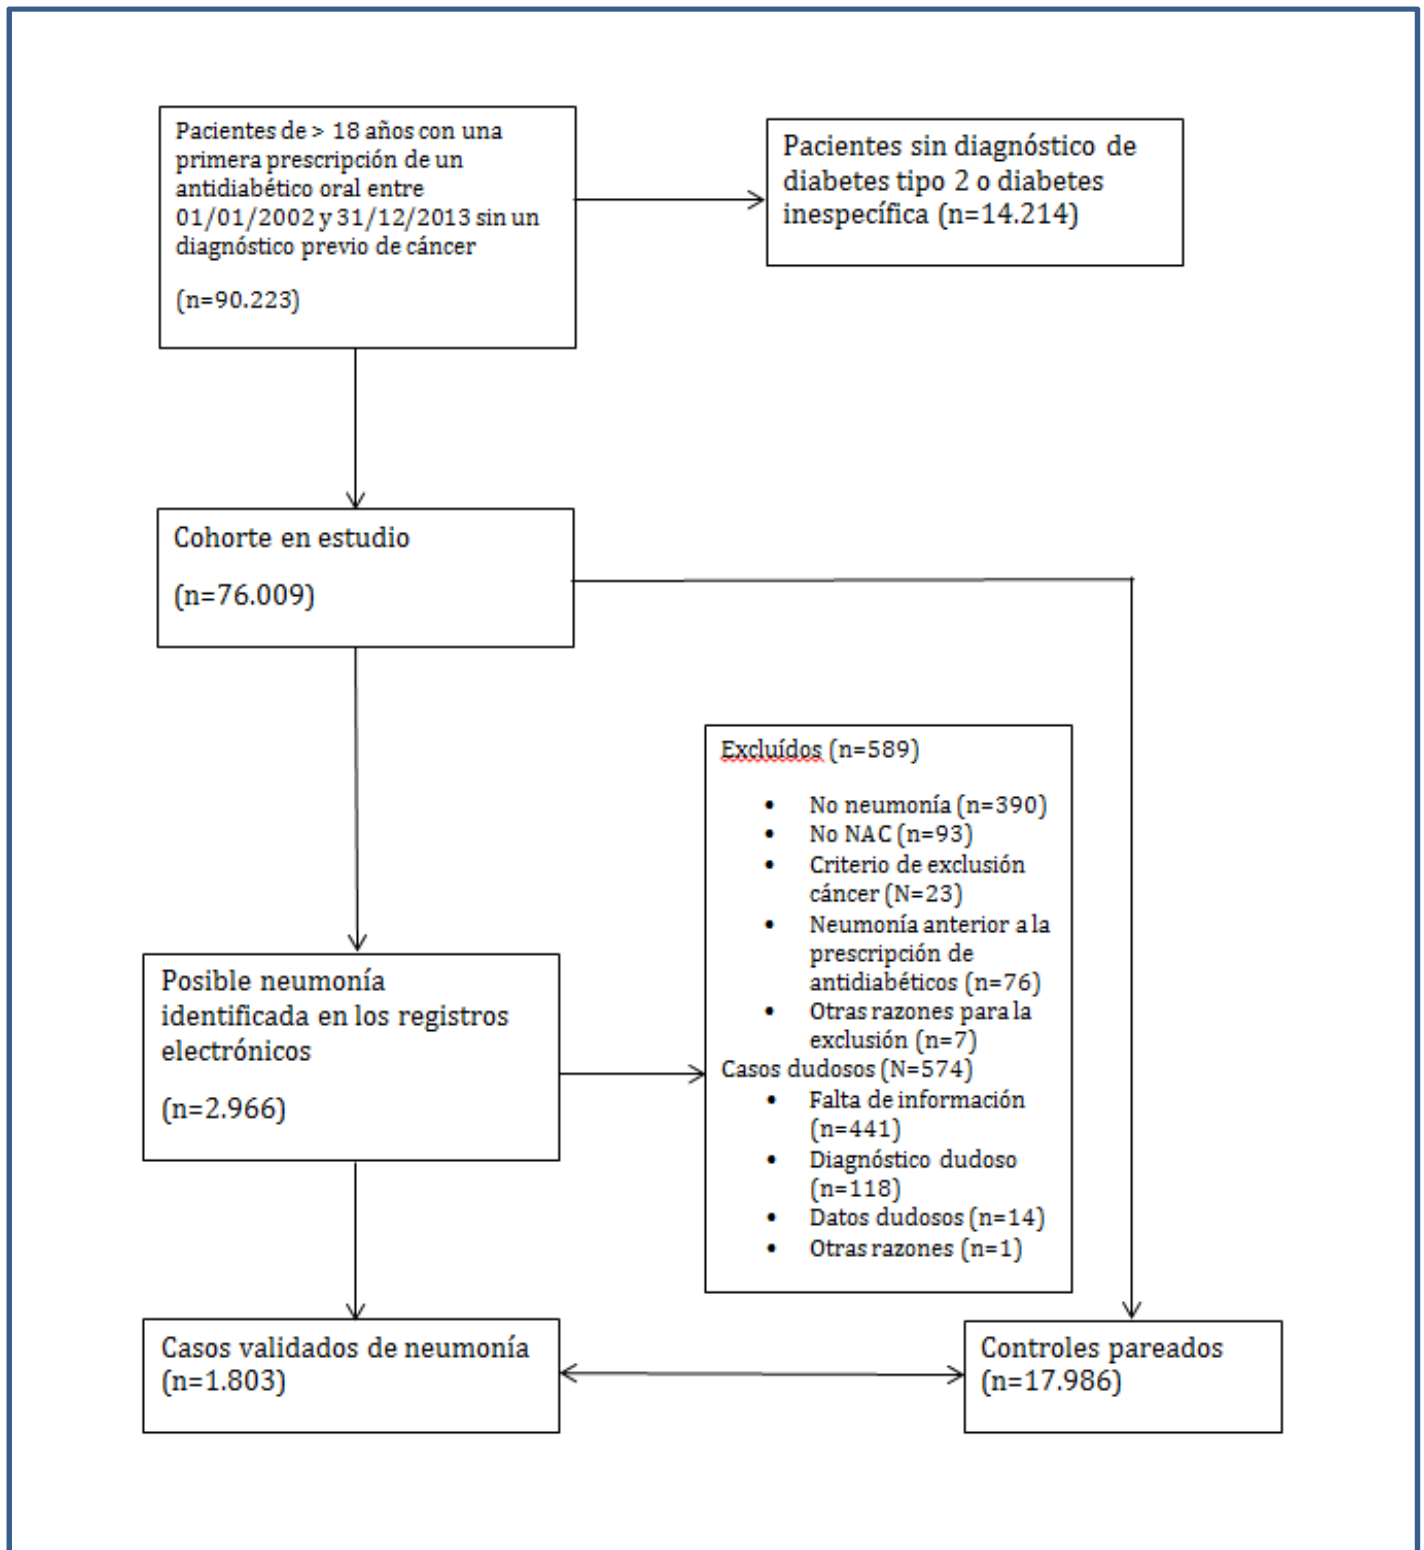 Pacientes de > 18 años con una
primera prescripción de un
antidiabético oral entre
01/01/2002 y 31/12/2013 sin un
diagnóstico previo de cáncer
(n=90.223)
Pacientes sin diagnóstico de
diabetes tipo 2 o diabetes
inespecífica (n=14.214)
Cohorte en estudio
(n=76.009)
Excluídos (n=589)
• No neumonía (n=390)
• No NAC (n=93)
• Criterio de exclusión
cáncer (N=23)
• Neumonía anterior a la
prescripción de
antidiabéticos (n=76)
• Otras razones para la
exclusión (n=7)
Casos dudosos (N=574)
• Falta de información
(n=441)
• Diagnóstico dudoso
(n=118)
• Datos dudosos (n=14)
• Otras razones (n=1)
Posible neumonía
identificada en los registros
electrónicos
(n=2.966)
Casos validados de neumonía
(n=1.803)
Controles pareados
(n=17.986)